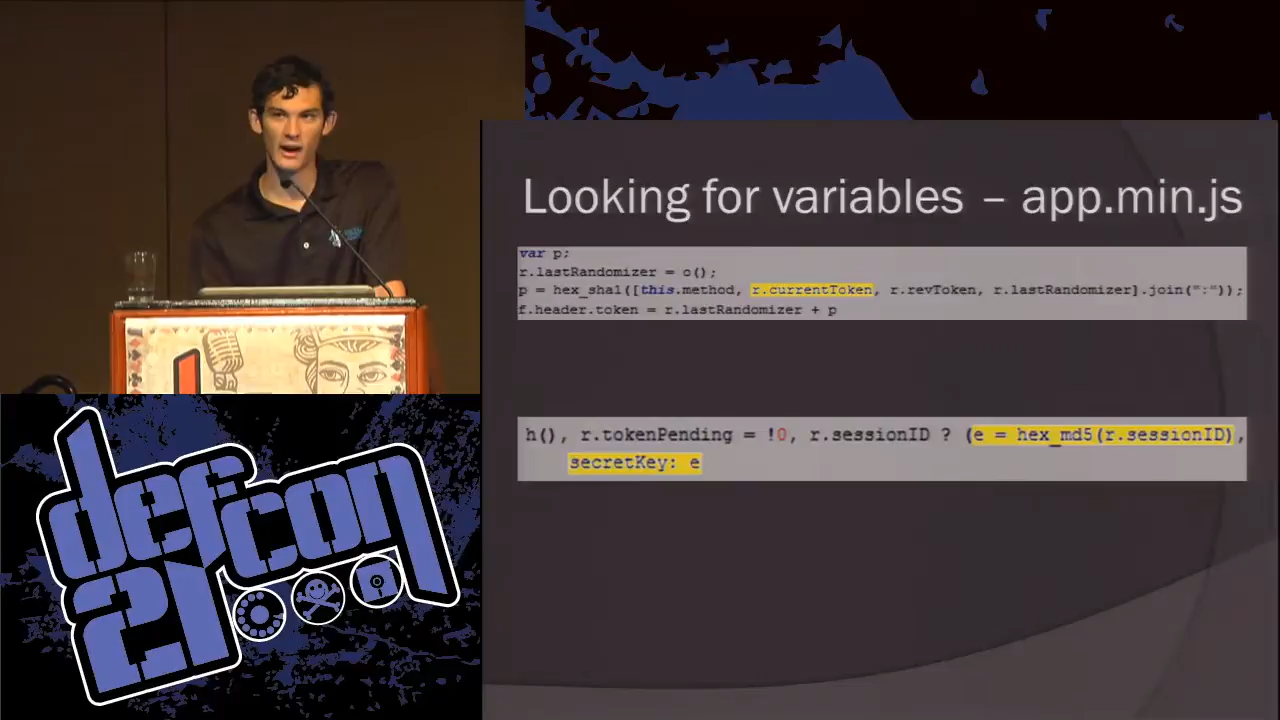 Looking for variables – app.min.js
var p;
r.lastRandomizer = o();
p = hex_sha1([this.method, r.currentToken, r.revToken, r.lastRandomizer].join(":"));
f.header.token = r.lastRandomizer + p
h(), r.tokenPending = !0, r.sessionID ? (e = hex_md5(r.sessionID),
secretKey: e
defcon
21